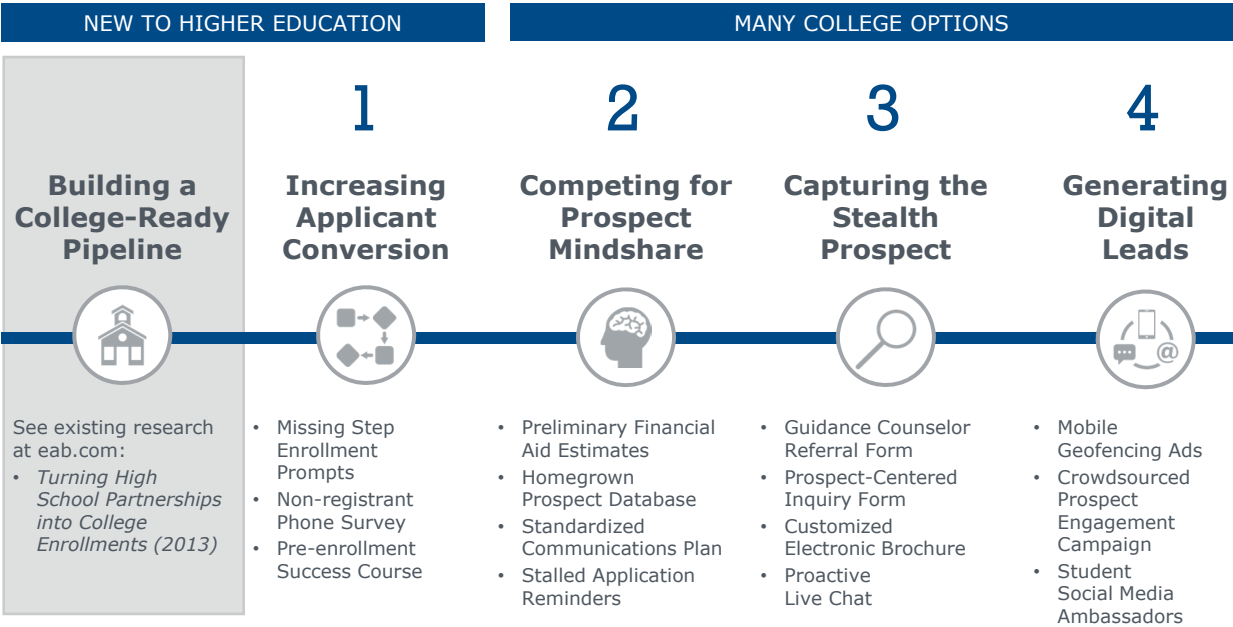 NEW TO HIGHER EDUCATION
MANY COLLEGE OPTIONS
Building a
College-Ready
Pipeline
See existing research
at eab.com:
• Turning High
School Partnerships
into College
Enrollments (2013)
1
Increasing
Applicant
Conversion
• Missing Step
Enrollment
Prompts
• Non-registrant
Phone Survey
• Pre-enrollment
Success Course
2
Competing for
Prospect
Mindshare
• Preliminary Financial
Aid Estimates
• Homegrown
Prospect Database
• Standardized
Communications Plan
• Stalled Application
Reminders
3
Capturing the
Stealth
Prospect
• Guidance Counselor
Referral Form
• Prospect-Centered
Inquiry Form
• Customized
Electronic Brochure
• Proactive
Live Chat
4
Generating
Digital
Leads
@
• Mobile
Geofencing Ads
• Crowdsourced
Prospect
Engagement
Campaign
• Student
Social Media
Ambassadors